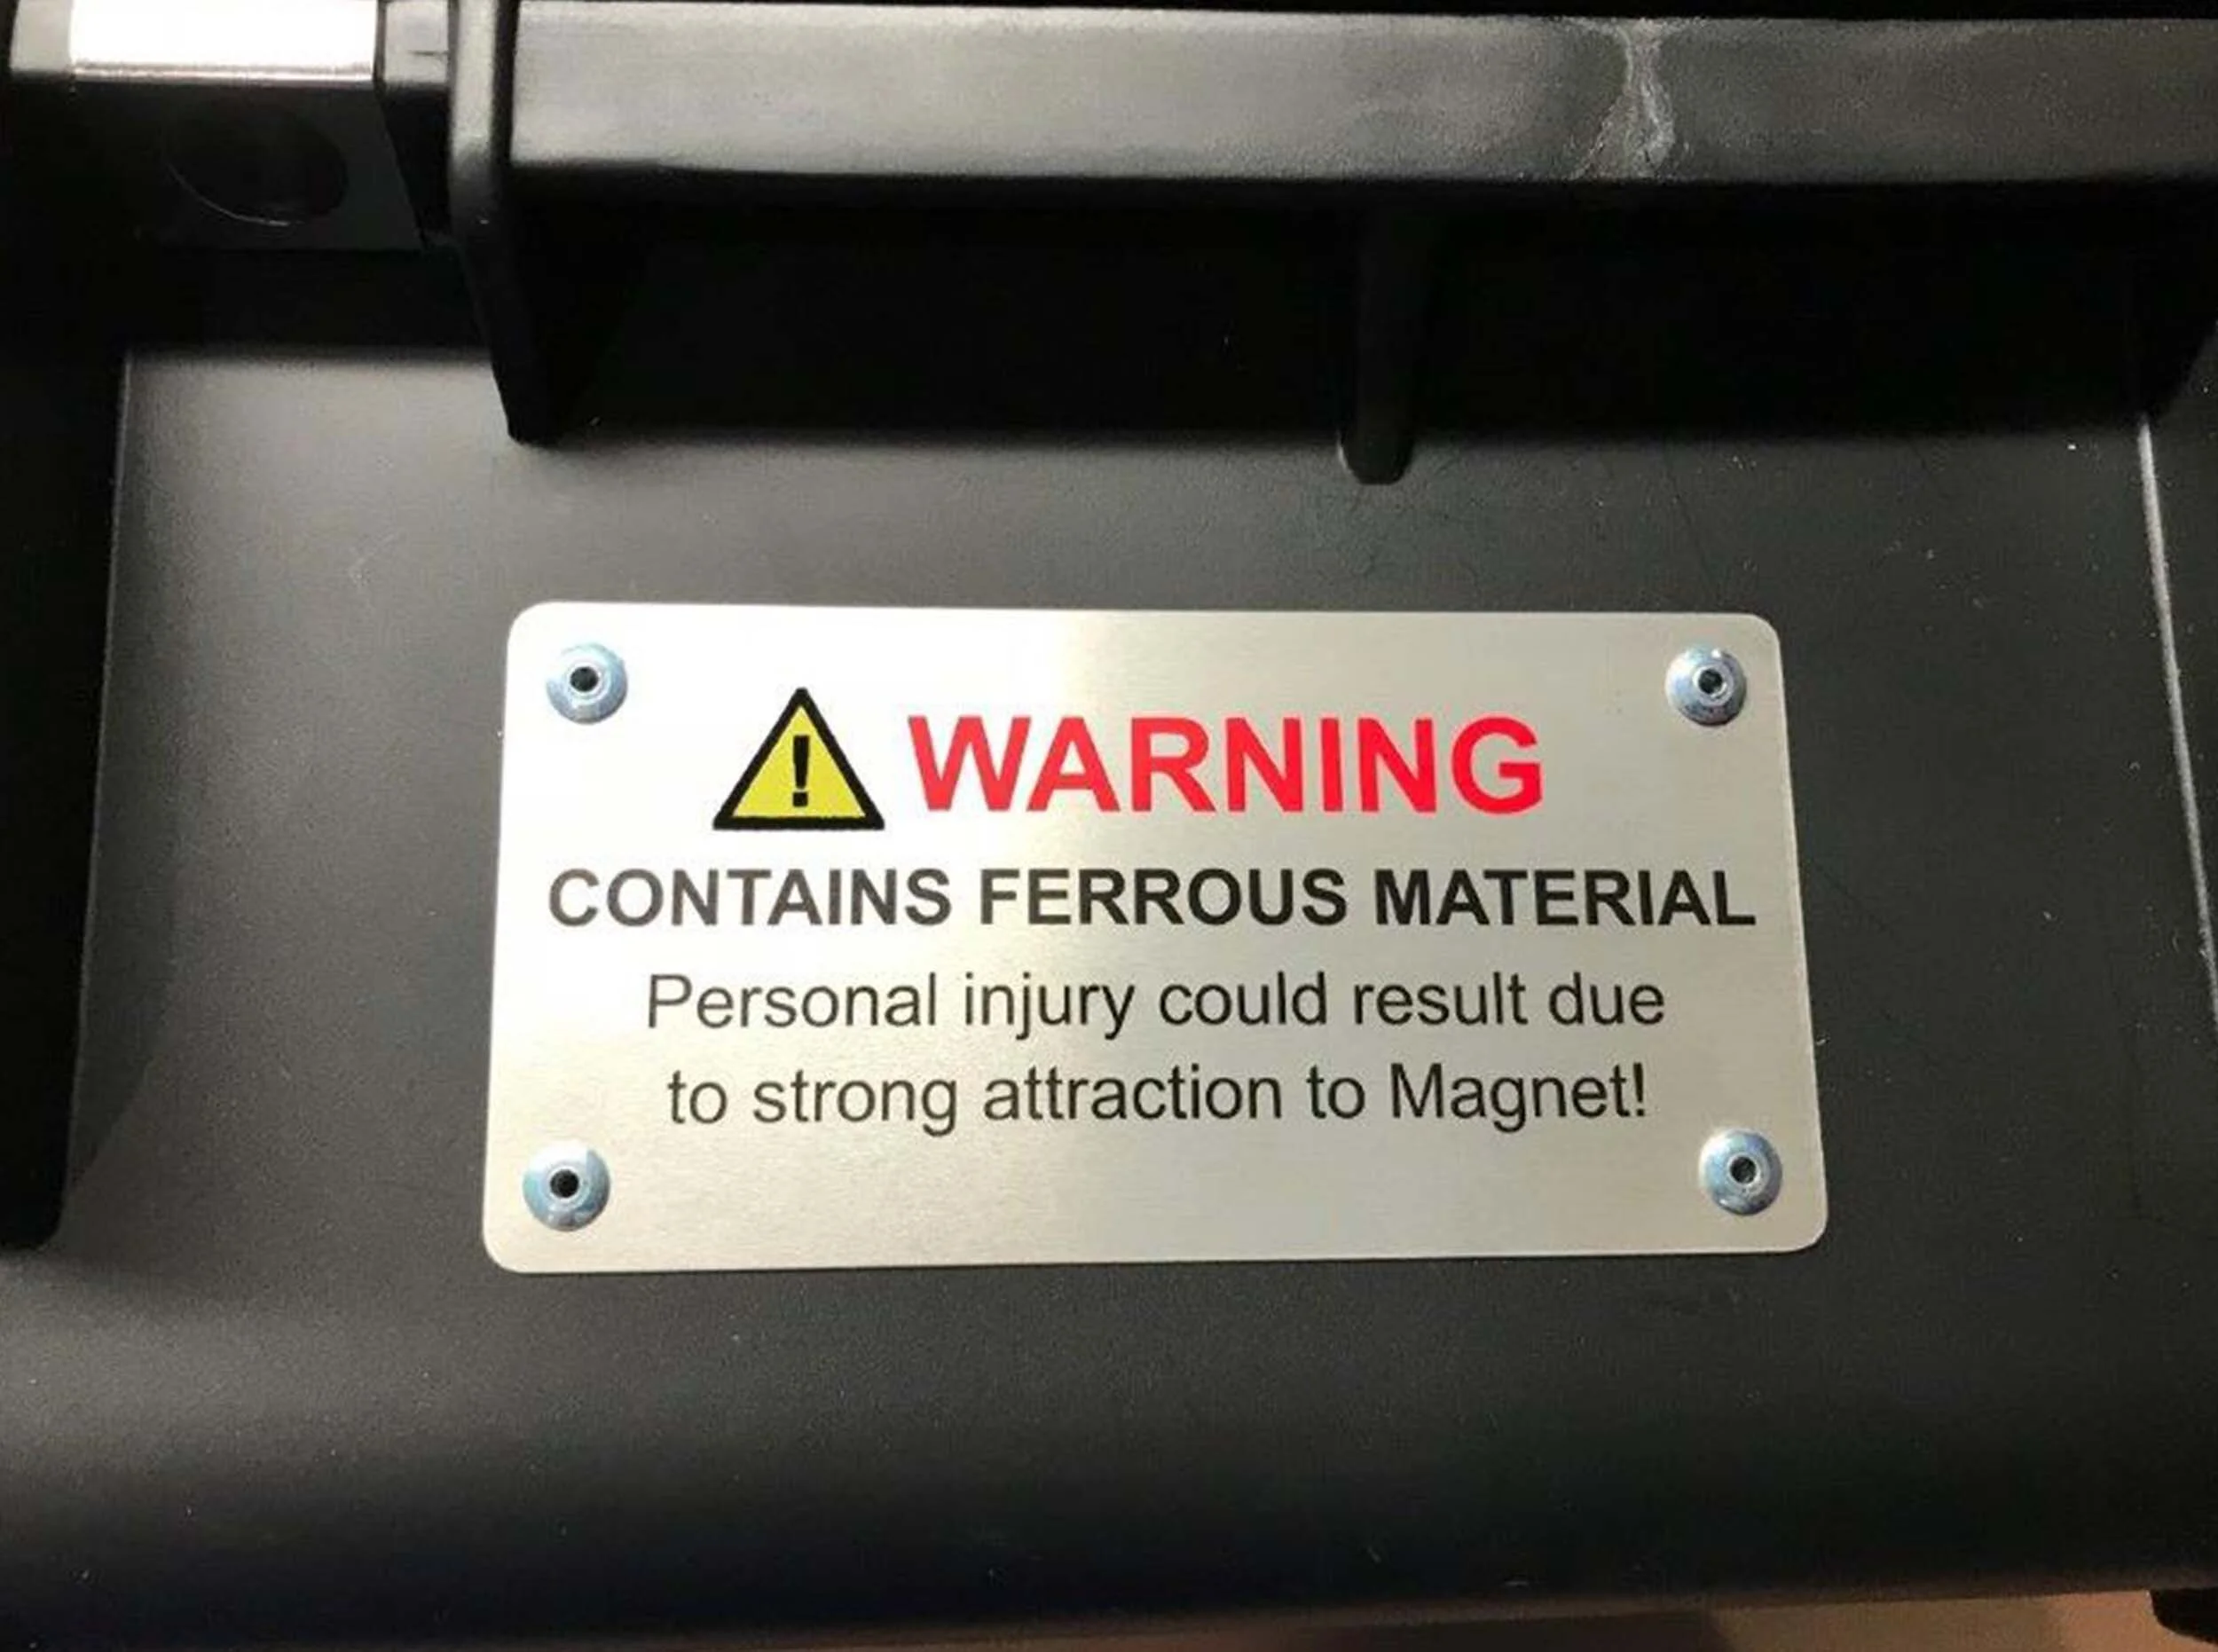 WARNING
CONTAINS FERROUS MATERIAL
Personal injury could result due
to strong attraction to Magnet!